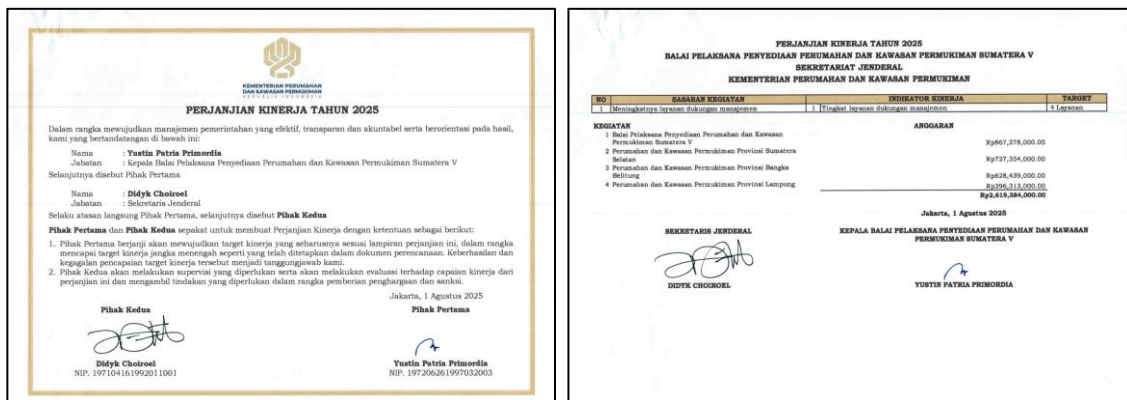 KEMENTERIAN PERUMAHAN
DAN KAWASAN PERMUKIMAN
REPUBLIK INDONESIA
PERJANJIAN KINERJA TAHUN 2025
Dalam rangka mewujudkan manajemen pemerintahan yang efektif, transparan dan akuntabel serta berorientasi pada hasil,
kami yang bertandatangan di bawah ini:
Nama : Yustin Patria Primordia
Jabatan : Kepala Balai Pelaksana Penyediaan Perumahan dan Kawasan Permukiman Sumatera V
Selanjutnya disebut Pihak Pertama
Nama : Didyk Choiroel
Jabatan : Sekretaris Jenderal
Selaku atasan langsung Pihak Pertama, selanjutnya disebut Pihak Kedua
Pihak Pertama dan Pihak Kedua sepakat untuk membuat Perjanjian Kinerja dengan ketentuan sebagai berikut:
1. Pihak Pertama berjanji akan mewujudkan target kinerja yang seharusnya sesuai lampiran perjanjian ini, dalam rangka
mencapai target kinerja jangka menengah seperti yang telah ditetapkan dalam dokumen perencanaan. Keberhasilan dan
kegagalan pencapaian target kinerja tersebut menjadi tanggungjawab kami.
2. Pihak Kedua akan melakukan supervisi yang diperlukan serta akan melakukan evaluasi terhadap capaian kinerja dari
perjanjian ini dan mengambil tindakan yang diperlukan dalam rangka pemberian penghargaan dan sanksi.
Jakarta, 1 Agustus 2025
Pihak Kedua Pihak Pertama
Didyk Choiroel Yustin Patria Primordia
NIP. 197104161992011001 NIP. 197206261997032003
PERJANJIAN KINERJA TAHUN 2025
BALAI PELAKSANA PENYEDIAAN PERUMAHAN DAN KAWASAN PERMUKIMAN SUMATERA V
SEKRETARIAT JENDERAL
KEMENTERIAN PERUMAHAN DAN KAWASAN PERMUKIMAN
NO SASARAN KEGIATAN INDIKATOR KINERJA TARGET
1 Meningkatnya layanan dukungan manajemen 1 Tingkat layanan dukungan manajemen 4 Layanan
KEGIATAN ANGGARAN
1 Balai Pelaksana Penyediaan Perumahan dan Kawasan
Permukiman Sumatera V Rp867,278,000.00
2 Perumahan dan Kawasan Permukiman Provinsi Sumatera
Selatan Rp727,354,000.00
3 Perumahan dan Kawasan Permukiman Provinsi Bangka
Belitung Rp628,439,000.00
4 Perumahan dan Kawasan Permukiman Provinsi Lampung Rp396,313,000.00
Rp2,619,384,000.00
Jakarta, 1 Agustus 2025
SEKRETARIS JENDERAL KEPALA BALAI PELAKSANA PENYEDIAAN PERUMAHAN DAN KAWASAN
PERMUKIMAN SUMATERA V
DIDYK CHOIROEL YUSTIN PATRIA PRIMORDIA